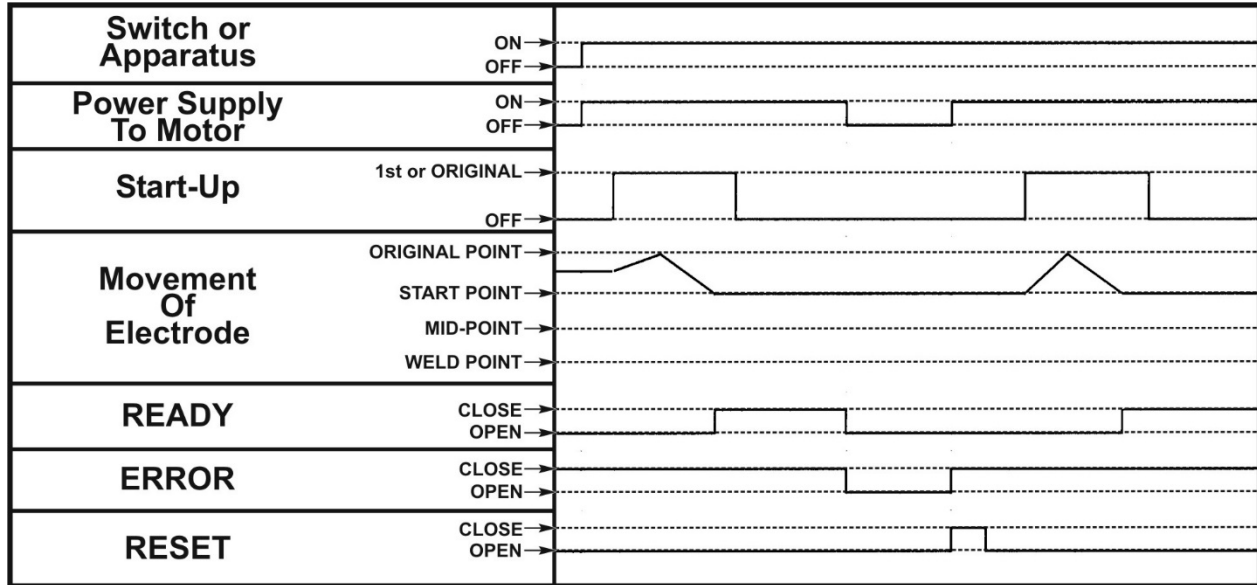 Switch or
Apparatus
ON
OFF
Power Supply
To Motor
ON
OFF
Start-Up
1st or ORIGINAL
OFF
Movement
Of
Electrode
ORIGINAL POINT
START POINT
MID-POINT
WELD POINT
READY
CLOSE
OPEN
ERROR
CLOSE
OPEN
RESET
CLOSE
OPEN